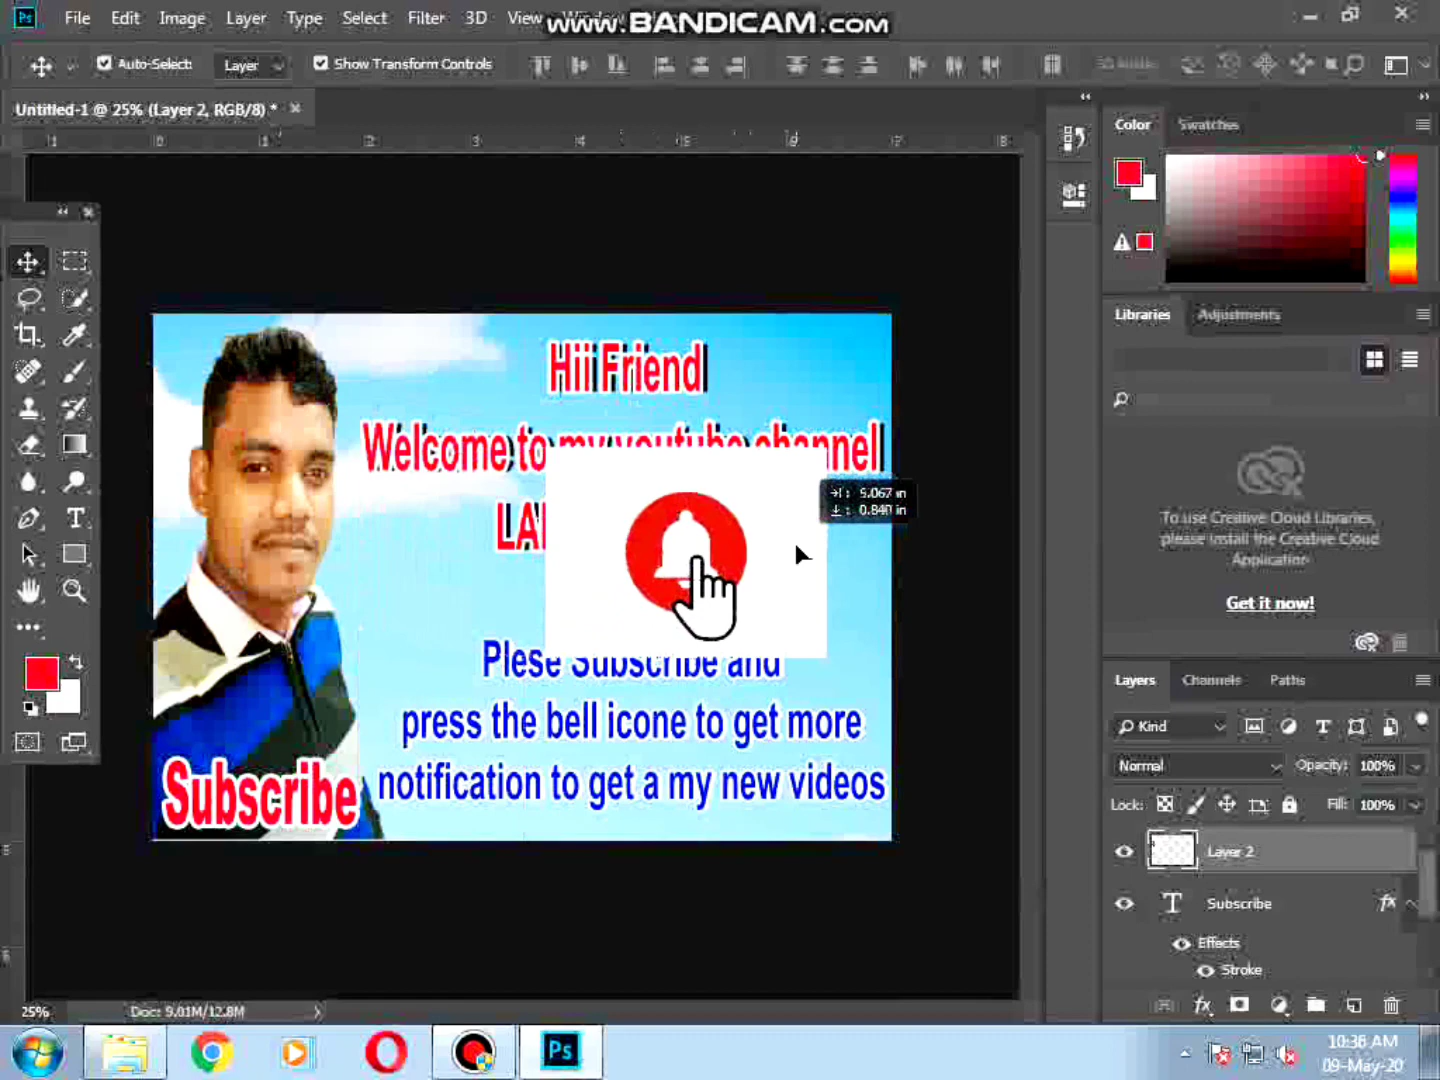 Ps File Edit Image Layer Type Select Filter 3D View Window
www.BANDICAM.com
Auto-Select: Layer Show Transform Controls
Untitled-1 @ 25% (Layer 2, RGB/8) *
Color Swatches
Libraries Adjustments
Hii Friend
Welcome to my youtube channel
LA
5.067 in
0.840 in
Plese Subscribe and
press the bell icone to get more
notification to get a my new videos
Subscribe
To use Creative Cloud Libraries,
please install the Creative Cloud
Application
Get it now!
Layers Channels Paths
Kind
Normal Opacity: 100%
Lock: Fill: 100%
Layer 2
T Subscribe fx
Effects
Stroke
25% Doc: 9.01M/12.8M
Ps
10:36 AM
09-May-20